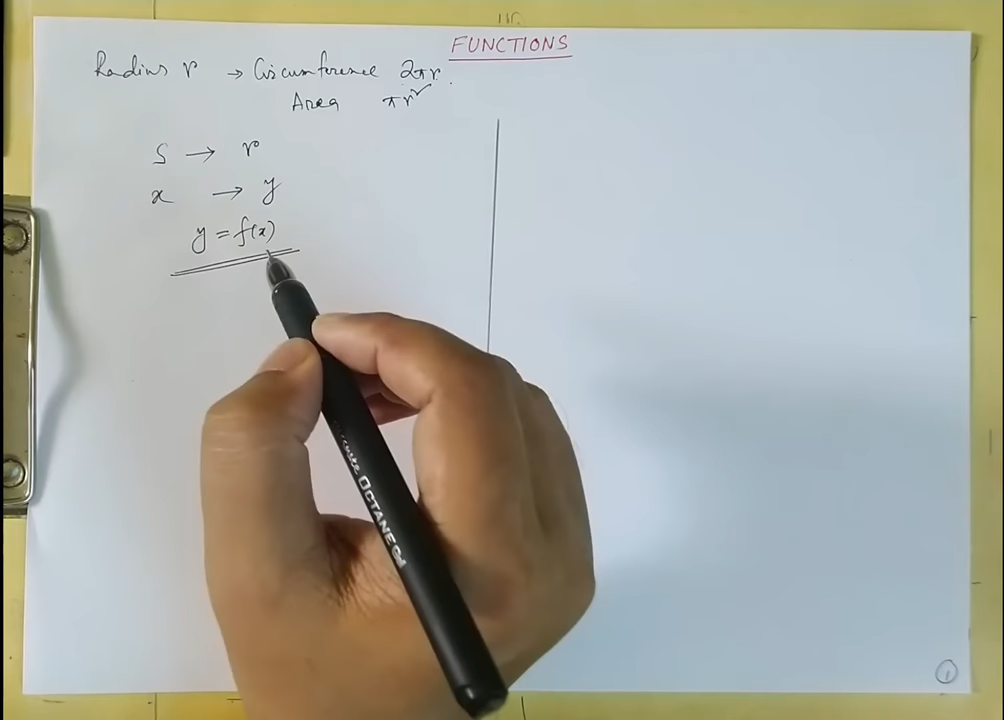 FUNCTIONS
Radius r → Circumference 2πr.
Area πr²
S → r
x → y
y = f(x)
OCTANE
1